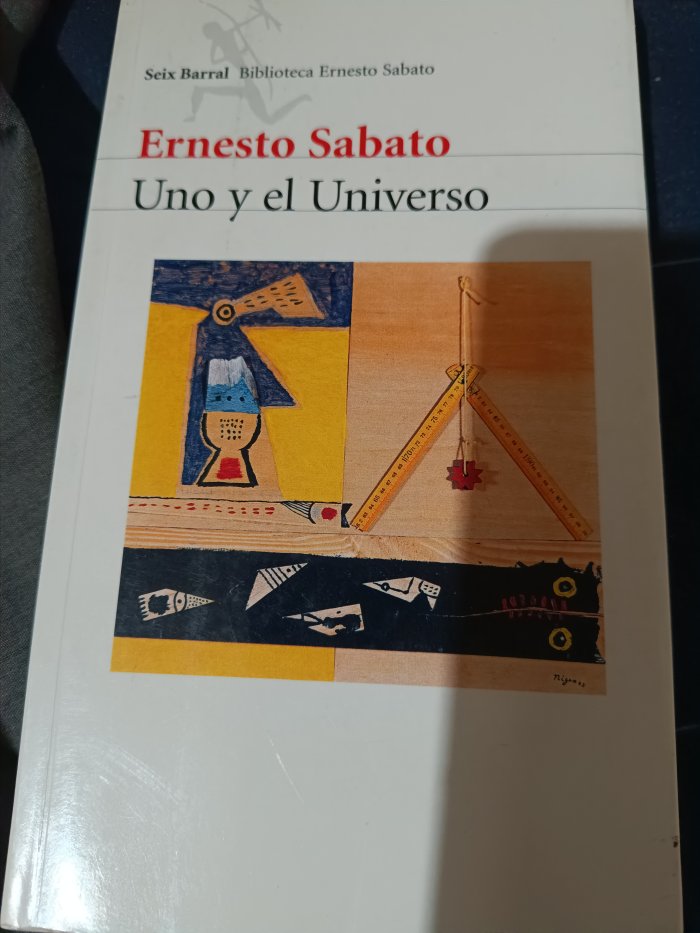 Seix Barral Biblioteca Ernesto Sabato
Ernesto Sabato
Uno y el Universo